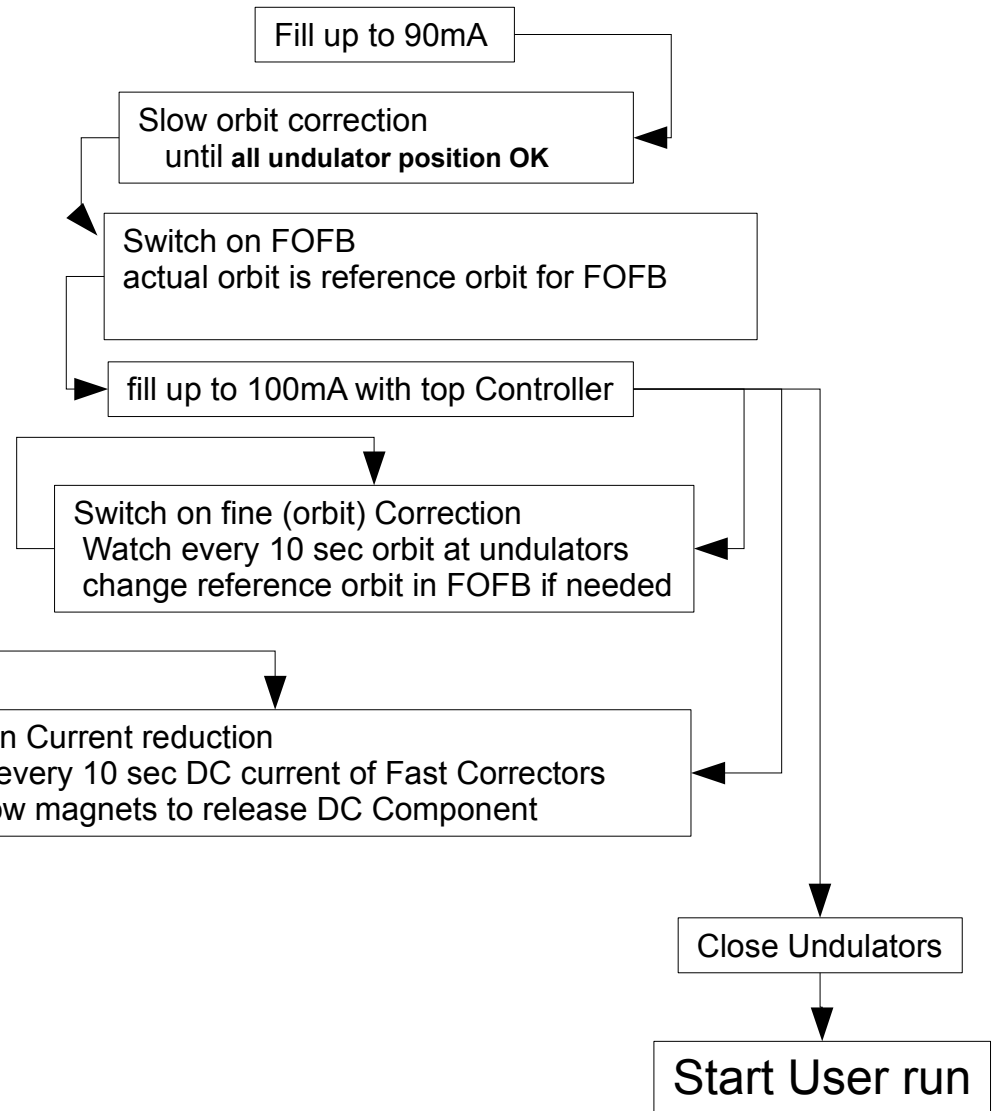 Fill up to 90mA
Slow orbit correction
until all undulator position OK
Switch on FOFB
actual orbit is reference orbit for FOFB
fill up to 100mA with top Controller
Switch on fine (orbit) Correction
Watch every 10 sec orbit at undulators
change reference orbit in FOFB if needed
n Current reduction
every 10 sec DC current of Fast Correctors
ow magnets to release DC Component
Close Undulators
Start User run